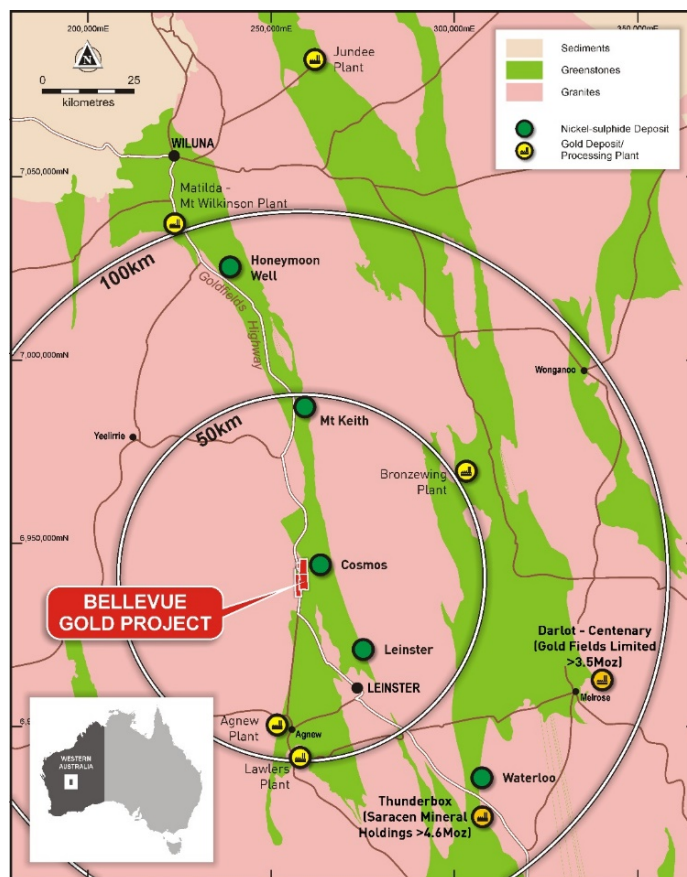 200,000mE
250,000mE
300,000mE
N
0
25
kilometres
Jundee
Plant
Sediments
Greenstones
Granites
Nickel-sulphide Deposit
Gold Deposit/
Processing Plant
WILUNA
7,050,000mN
Matilda -
Mt Wilkinson Plant
100km
Honeymoon
Well
Goldfields
Highway
7,000,000mN
Wonganoo
50km
Mt Keith
Yeelirrie
Bronzewing
Plant
6,950,000mN
Cosmos
BELLEVUE
GOLD PROJECT
Darlot - Centenary
(Gold Fields Limited
>3.5Moz)
Leinster
LEINSTER
Melrose
Agnew
Plant
Agnew
Lawlers
Plant
Waterloo
Thunderbox
(Saracen Mineral
Holdings >4.6Moz)
WESTERN
AUSTRALIA